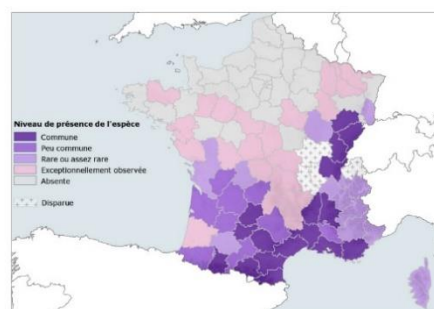 Niveau de présence de l'espèce
Commune
Peu commune
Rare ou assez rare
Exceptionnellement observée
Absente
Disparue